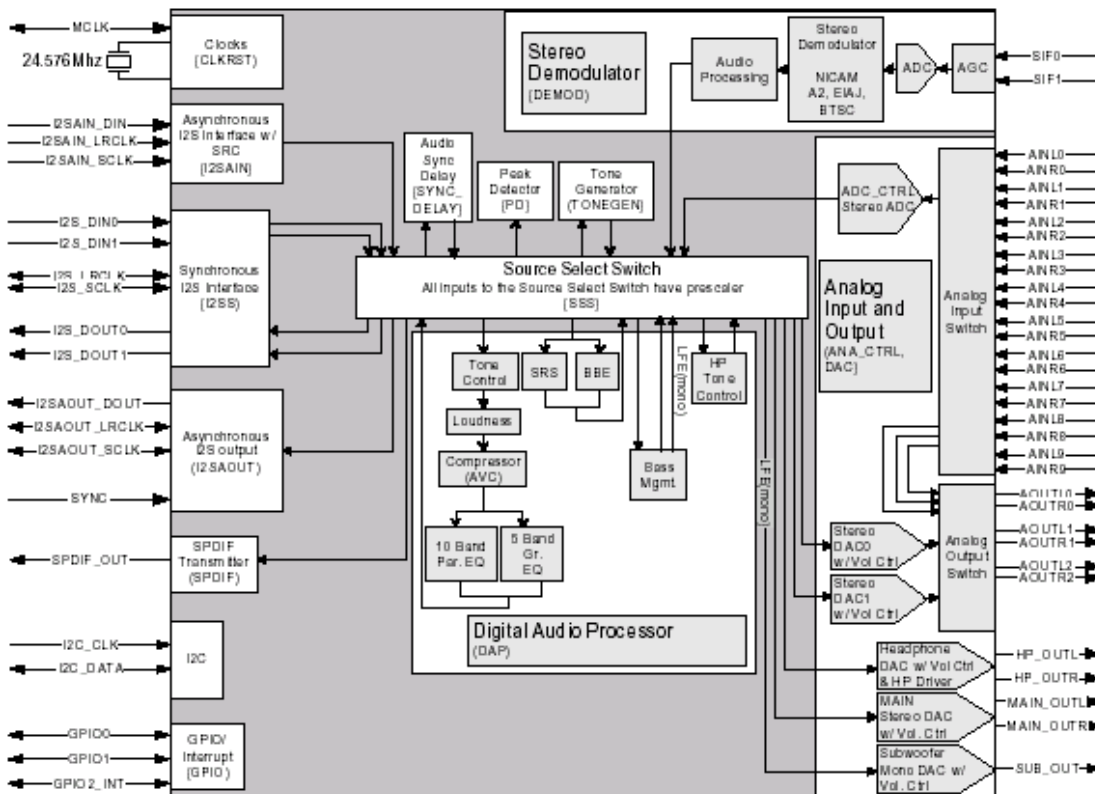 MCLK
24.576Mhz
Clocks
(CLKRST)
I2SAIN_DIN
I2SAIN_LRCLK
I2SAIN_SCLK
Asynchronous
I2S Interface w/
SRC
(I2SAIN)
I2S_DIN0
I2S_DIN1
I2S_LRCLK
I2S_SCLK
I2S_DOUT0
I2S_DOUT1
Synchronous
I2S Interface
(I2SS)
I2SAOUT_DOUT
I2SAOUT_LRCLK
I2SAOUT_SCLK
SYNC
Asynchronous
I2S output
(I2SAOUT)
SPDIF_OUT
SPDIF
Transmitter
(SPDIF)
I2C_CLK
I2C_DATA
I2C
GPIO0
GPIO1
GPIO2_INT
GPIO/
Interrupt
(GPIO)
Stereo
Demodulator
(DEMOD)
Audio
Processing
Stereo
Demodulator
NICAM
A2, EIAJ,
BTSC
ADC
AGC
SIF0
SIF1
Audio
Sync
Delay
(SYNC_
DELAY)
Peak
Detector
(PD)
Tone
Generator
(TONEGEN)
ADC_CTRL
Stereo ADC
Source Select Switch
All inputs to the Source Select Switch have prescaler
[SSS]
Tone
Control
Loudness
Compressor
(AVC)
10 Band
Par. EQ
5 Band
Gr.
EQ
SRS
BBE
Bass
Mgmt.
LFE(mono)
HP
Tone
Control
Digital Audio Processor
(DAP)
LFE(mono)
Analog
Input and
Output
(ANA_CTRL,
DAC)
Analog
Input
Switch
AINL0
AINR0
AINL1
AINR1
AINL2
AINR2
AINL3
AINR3
AINL4
AINR4
AINL5
AINR5
AINL6
AINR6
AINL7
AINR7
AINL8
AINR8
AINL9
AINR9
Stereo
DAC0
w/Vol Ctrl
Stereo
DAC1
w/Vol Ctrl
Analog
Output
Switch
AOUTL0
AOUTR0
AOUTL1
AOUTR1
AOUTL2
AOUTR2
Headphone
DAC w/ Vol Ctrl
& HP Driver
HP_OUTL
HP_OUTR
MAIN
Stereo DAC
w/ Vol. Ctrl
MAIN_OUTL
MAIN_OUTR
Subwoofer
Mono DAC w/
Vol. Ctrl
SUB_OUT